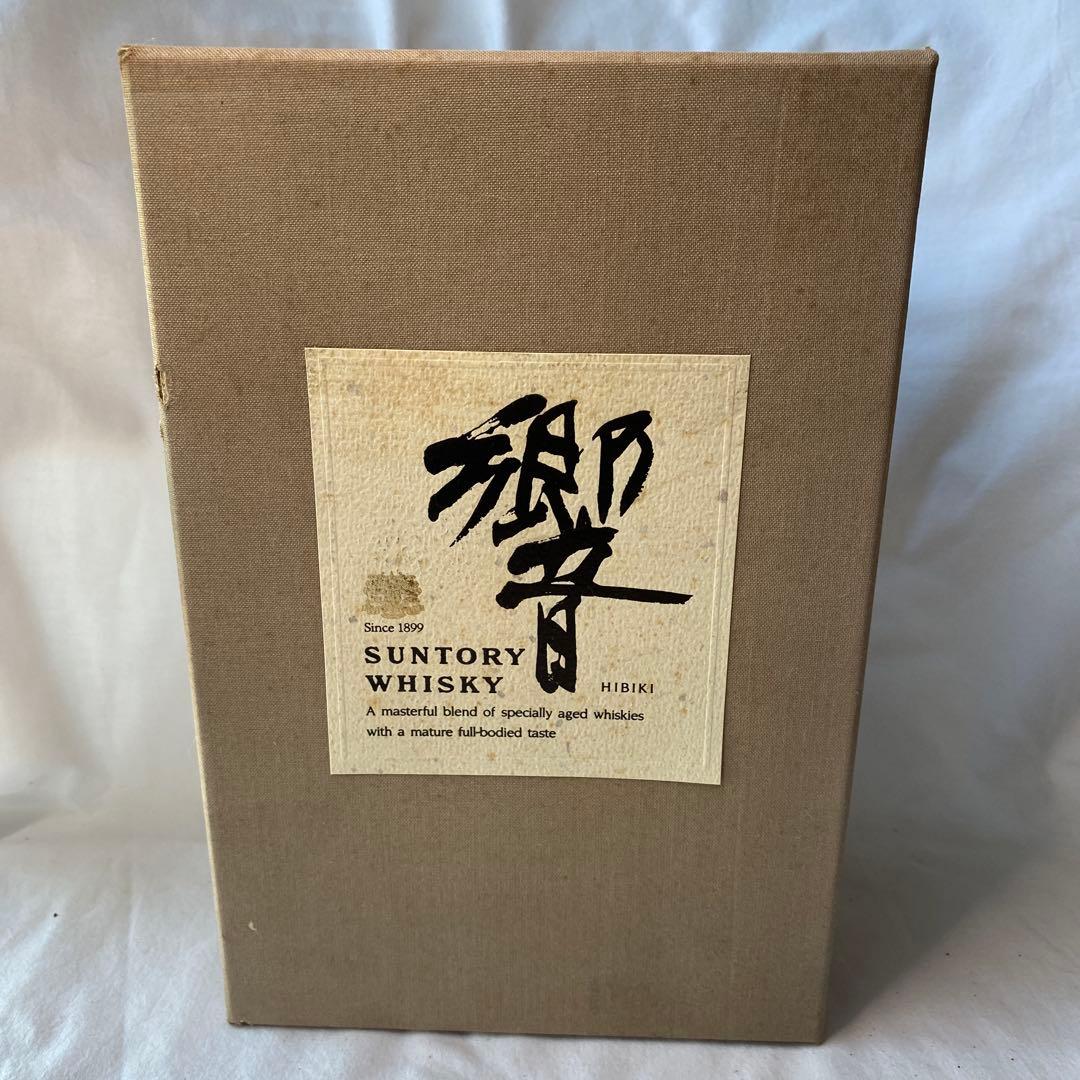 響
Since 1899
SUNTORY
WHISKY
HIBIKI
A masterful blend of specially aged whiskies
with a mature full-bodied taste